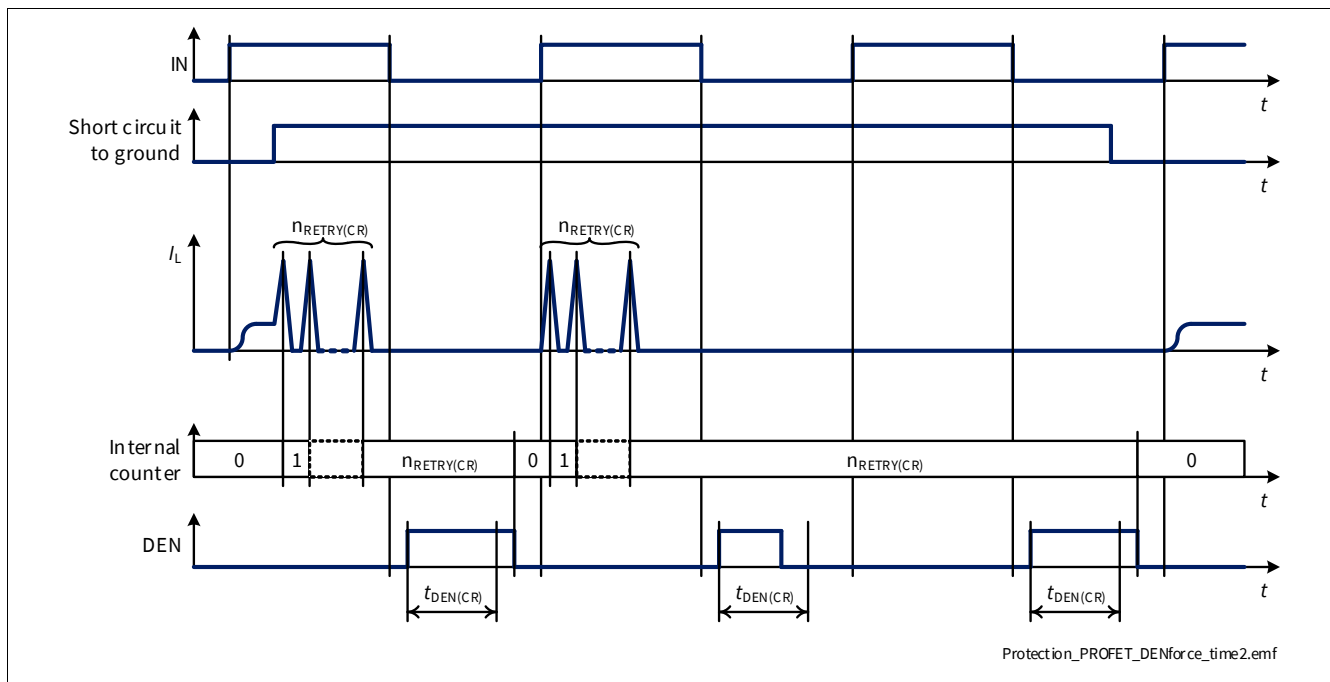 IN
t
Short circuit
to ground
t
nRETRY(CR)
nRETRY(CR)
IL
t
Internal
counter
0
1
nRETRY(CR)
0
1
nRETRY(CR)
0
t
DEN
t
tDEN(CR)
tDEN(CR)
tDEN(CR)
Protection_PROFET_DENforce_time2.emf